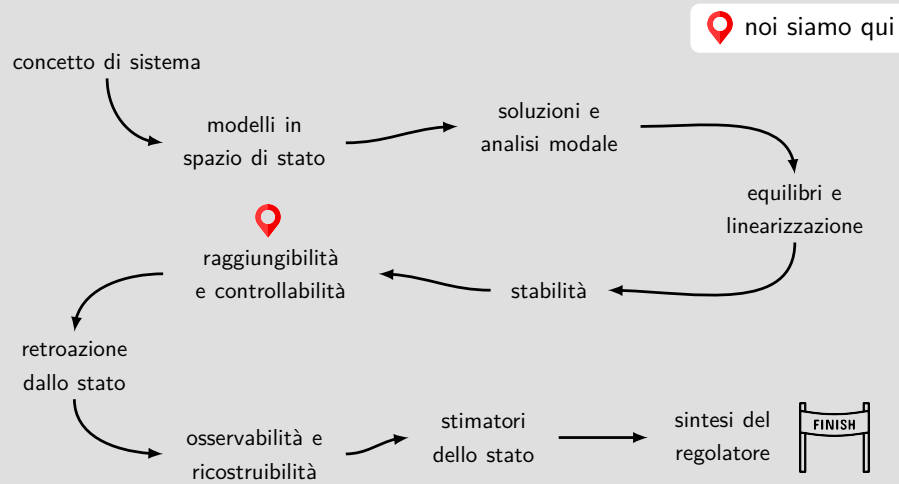 noi siamo qui
concetto di sistema
modelli in
spazio di stato
soluzioni e
analisi modale
equilibri e
linearizzazione
stabilità
raggiungibilità
e controllabilità
retroazione
dallo stato
osservabilità e
ricostruibilità
stimatori
dello stato
sintesi del
regolatore
FINISH